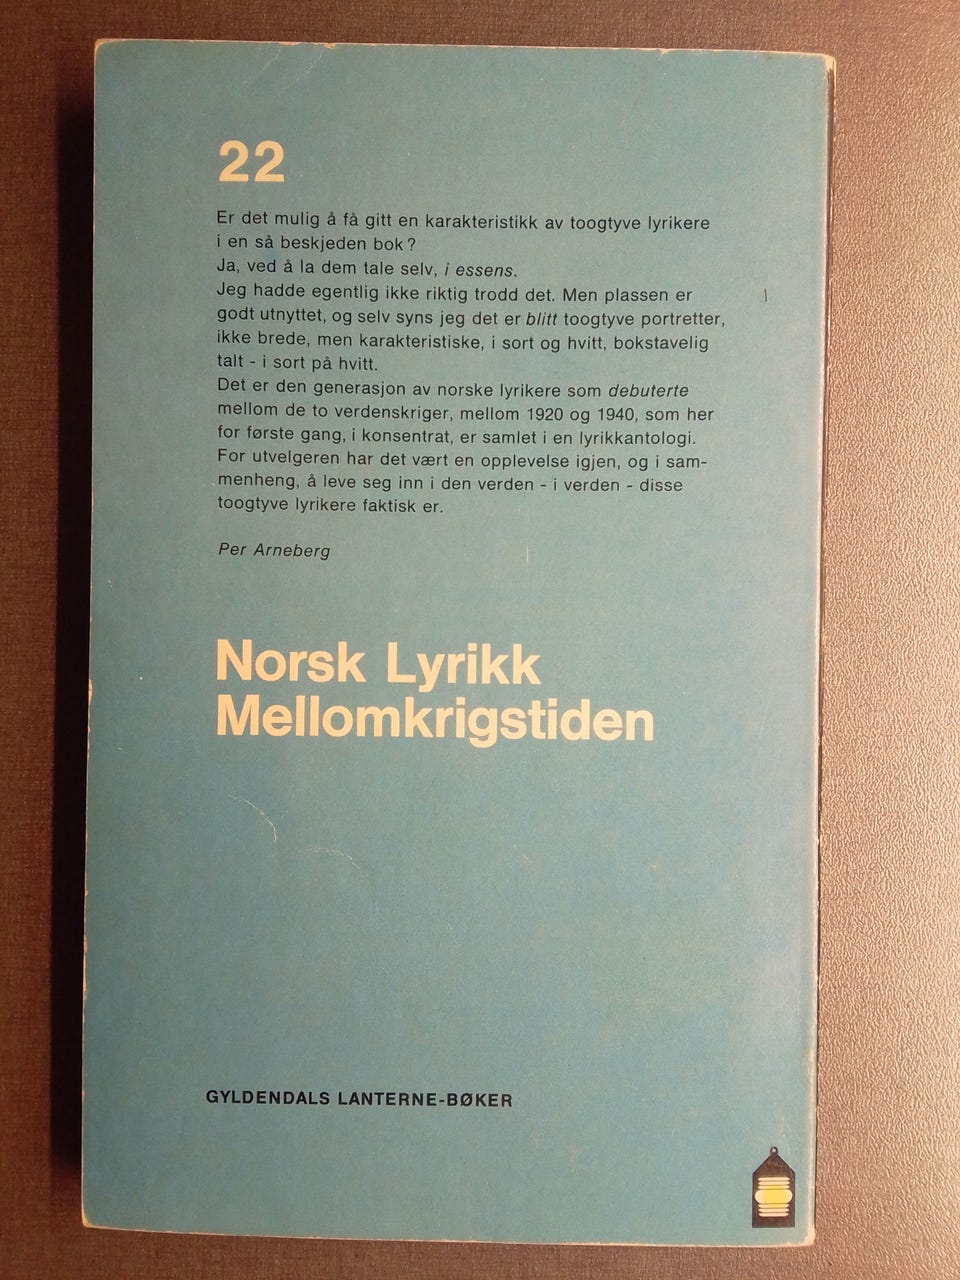 22
Er det mulig å få gitt en karakteristikk av toogtyve lyrikere
i en så beskjeden bok?
Ja, ved å la dem tale selv, i essens.
Jeg hadde egentlig ikke riktig trodd det. Men plassen er
godt utnyttet, og selv syns jeg det er blitt toogtyve portretter,
ikke brede, men karakteristiske, i sort og hvitt, bokstavelig
talt - i sort på hvitt.
Det er den generasjon av norske lyrikere som debuterte
mellom de to verdenskriger, mellom 1920 og 1940, som her
for første gang, i konsentrat, er samlet i en lyrikkantologi.
For utvelgeren har det vært en opplevelse igjen, og i sam-
menheng, å leve seg inn i den verden - i verden - disse
toogtyve lyrikere faktisk er.
Per Arneberg
Norsk Lyrikk
Mellomkrigstiden
GYLDENDALS LANTERNE-BØKER